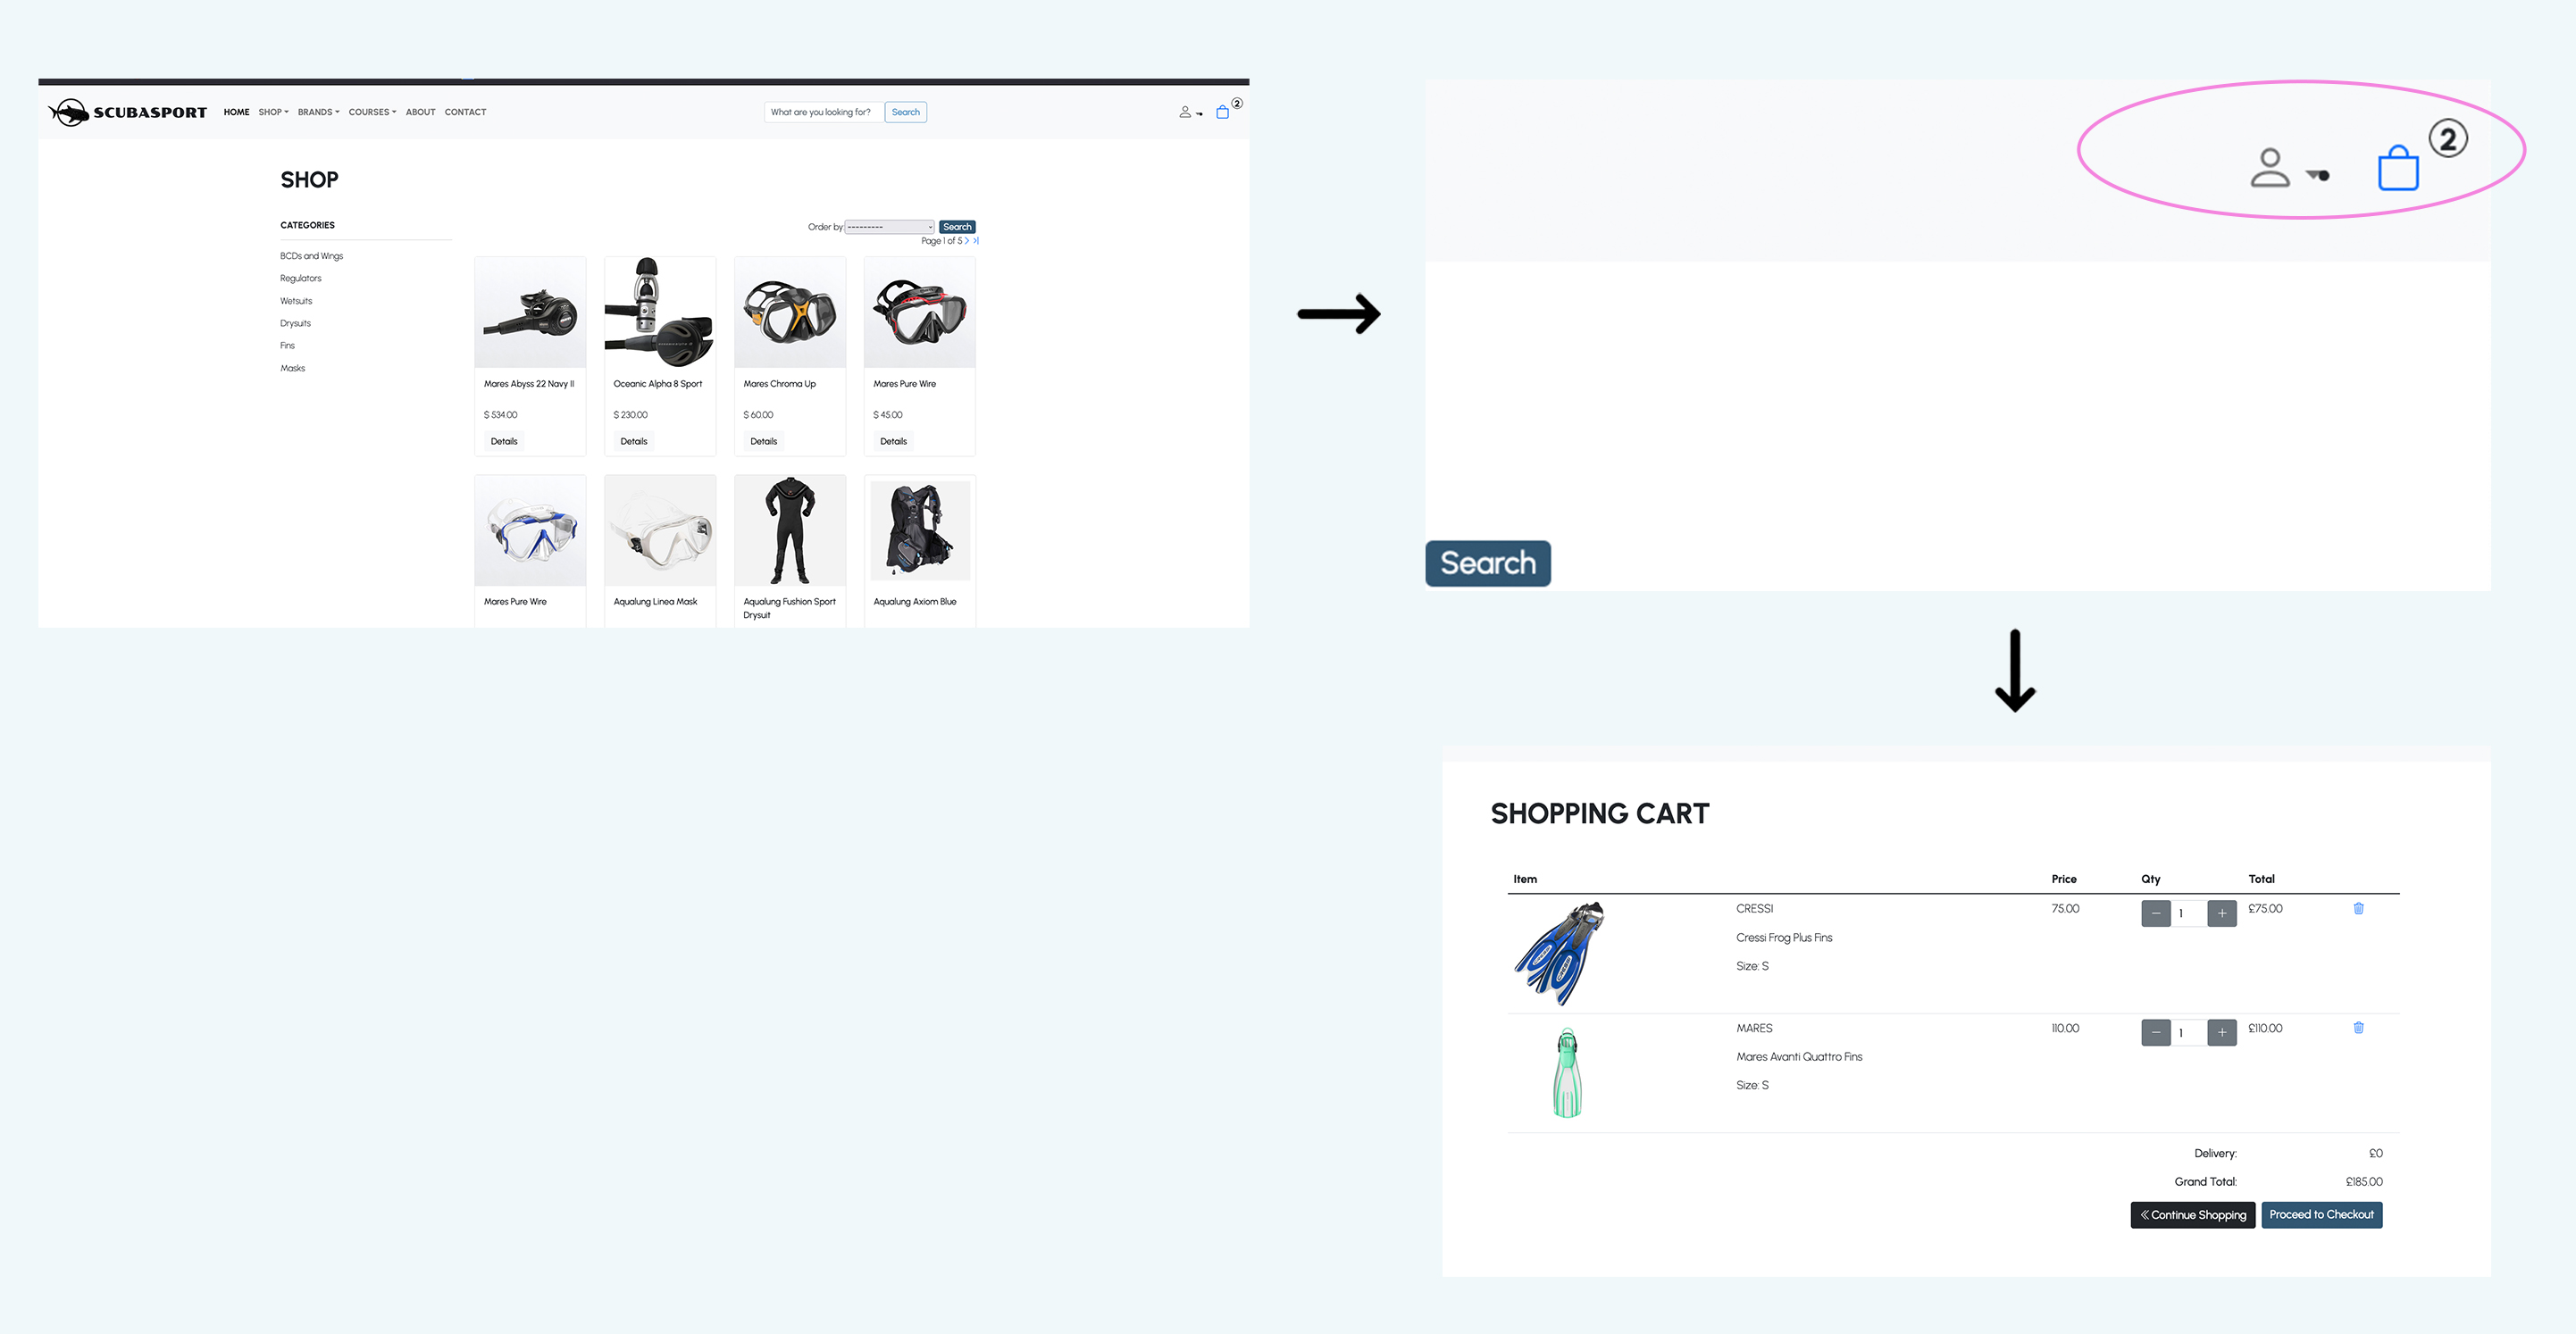 SCUBASPORT HOME SHOP BRANDS COURSES ABOUT CONTACT What are you looking for? Search 2
SHOP
CATEGORIES
BCDs and Wings
Regulators
Wetsuits
Drysuits
Fins
Masks
Order by --------- Search
Page 1 of 5 > >|
Mares Abyss 22 Navy II
$ 534.00
Details
Oceanic Alpha 8 Sport
$ 230.00
Details
Mares Chroma Up
$ 60.00
Details
Mares Pure Wire
$ 45.00
Details
Mares Pure Wire
Aqualung Linea Mask
Aqualung Fushion Sport
Drysuit
Aqualung Axiom Blue
2
Search
SHOPPING CART
Item Price Qty Total
CRESSI 75.00 − 1 + £75.00
Cressi Frog Plus Fins
Size: S
MARES 110.00 − 1 + £110.00
Mares Avanti Quattro Fins
Size: S
Delivery: £0
Grand Total: £185.00
« Continue Shopping Proceed to Checkout